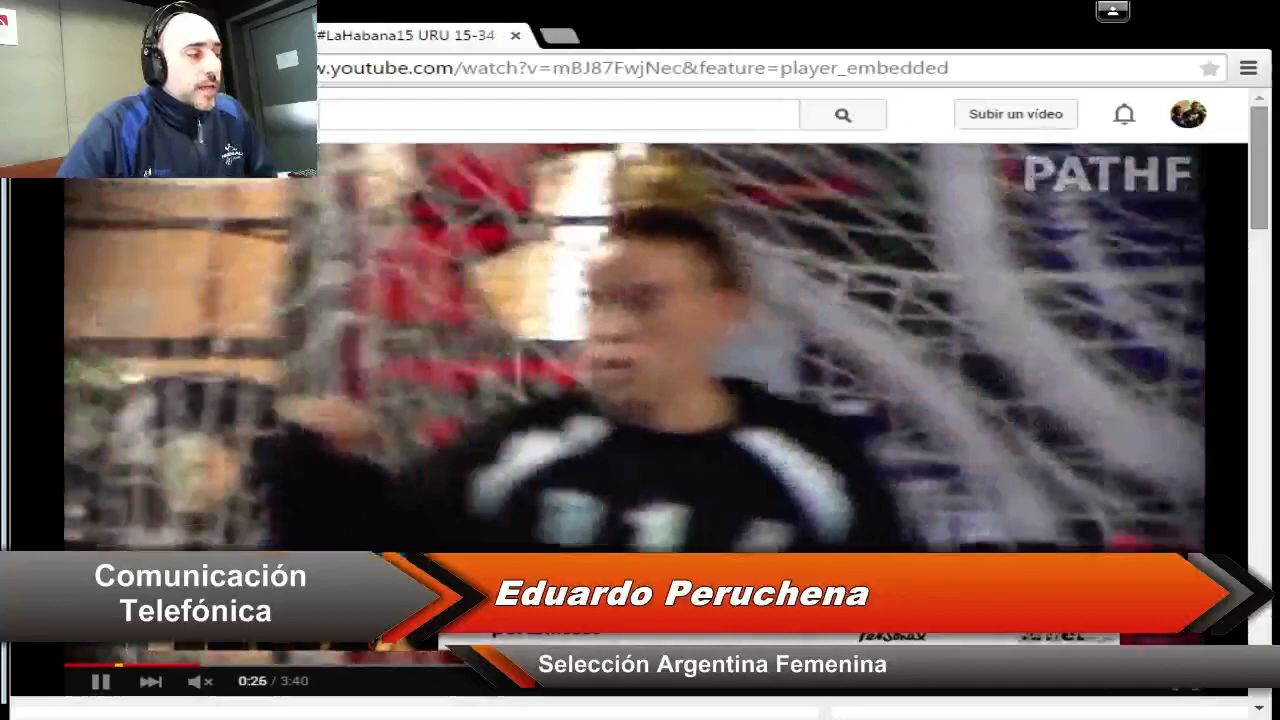 #LaHabana15 URU 15-34
w.youtube.com/watch?v=mBJ87FwjNec&feature=player_embedded
Subir un vídeo
PATHF
Comunicación
Telefónica
Eduardo Peruchena
Selección Argentina Femenina
0:26 / 3:40